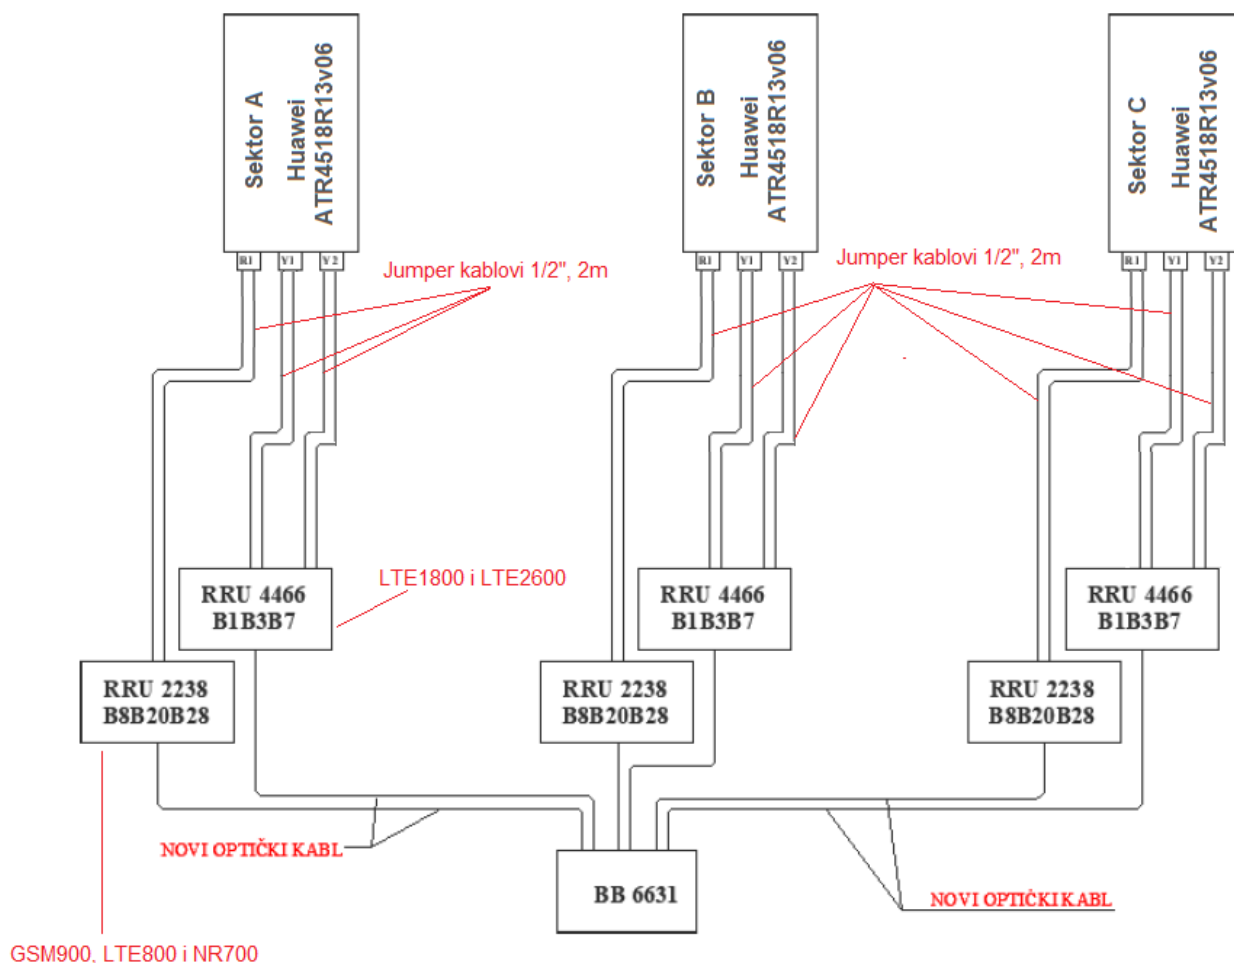 Sektor A
Huawei
ATR4518R13v06
Sektor B
Huawei
ATR4518R13v06
Sektor C
Huawei
ATR4518R13v06
R1
Y1
Y2
R1
Y1
Y2
R1
Y1
Y2
Jumper kablovi 1/2", 2m
Jumper kablovi 1/2", 2m
RRU 4466
B1B3B7
LTE1800 i LTE2600
RRU 4466
B1B3B7
RRU 4466
B1B3B7
RRU 2238
B8B20B28
RRU 2238
B8B20B28
RRU 2238
B8B20B28
NOVI OPTIČKI KABL
BB 6631
NOVI OPTIČKI KABL
GSM900, LTE800 i NR700